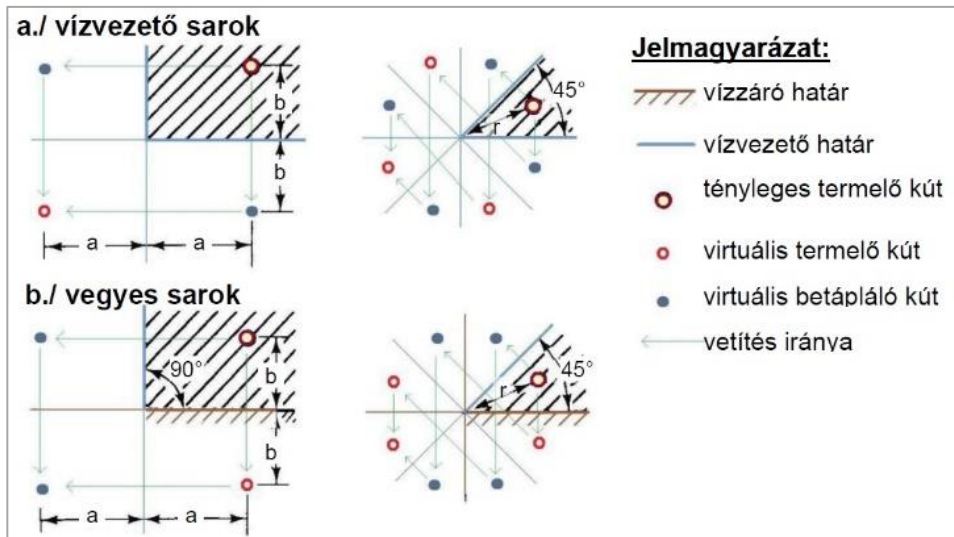 a./ vízvezető sarok
b
b
a
a
45°
r
b./ vegyes sarok
90°
b
b
a
a
45°
r
Jelmagyarázat:
vízzáró határ
vízvezető határ
tényleges termelő kút
virtuális termelő kút
virtuális betápláló kút
vetítés iránya